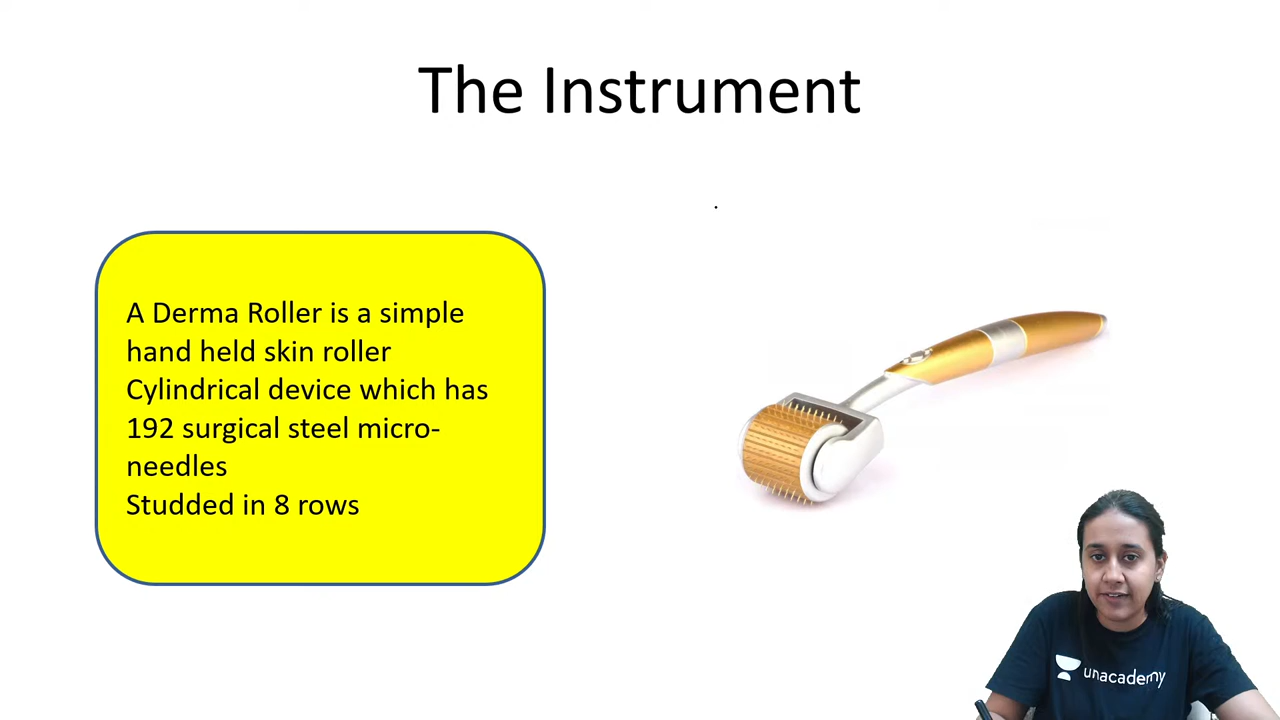 The Instrument
A Derma Roller is a simple
hand held skin roller
Cylindrical device which has
192 surgical steel micro-
needles
Studded in 8 rows
unacademy